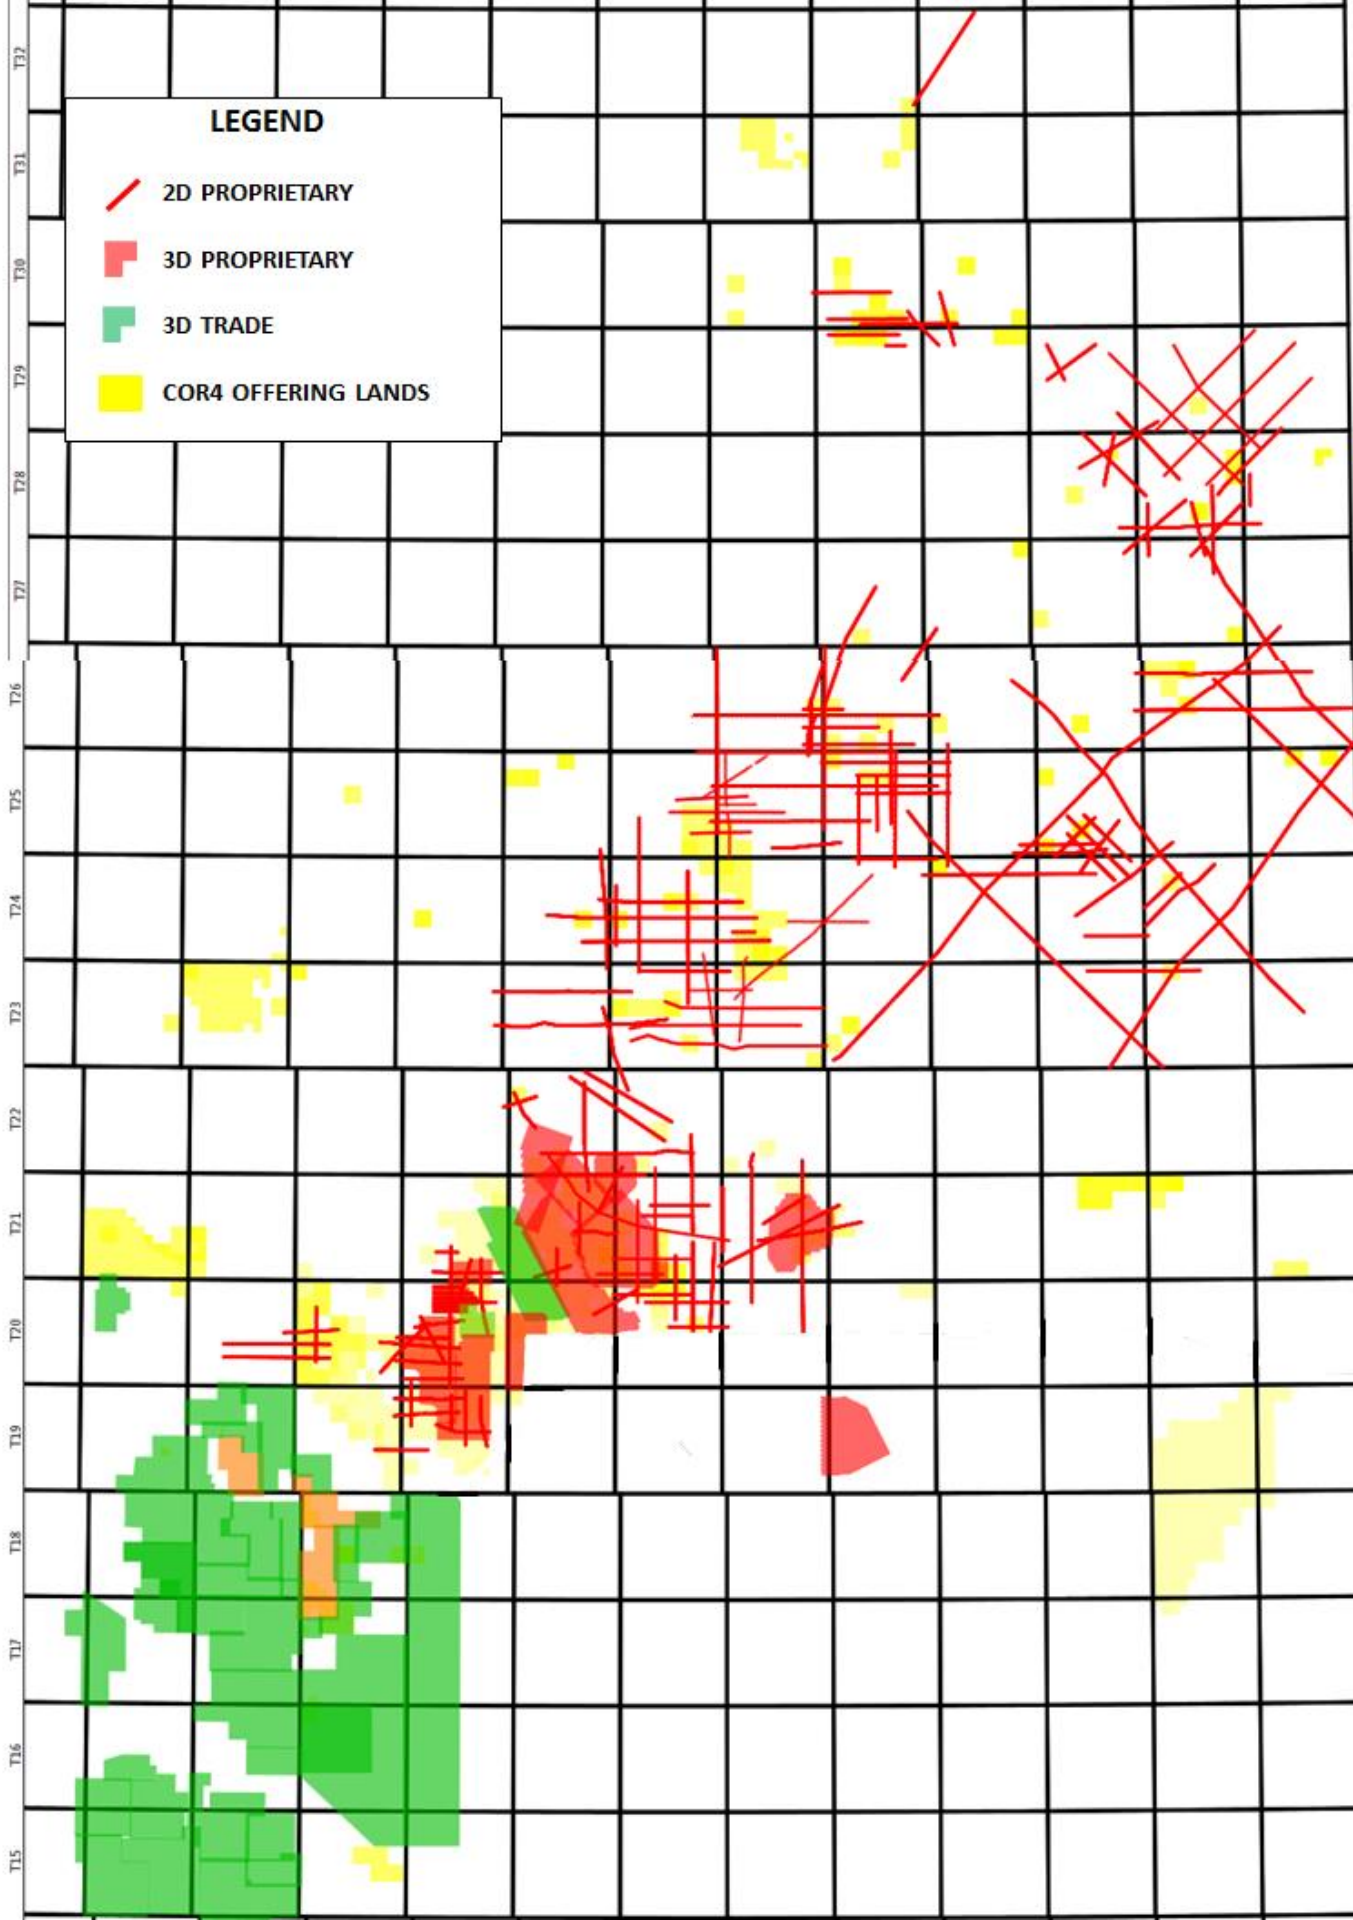 T32
LEGEND
T31
2D PROPRIETARY
3D PROPRIETARY
T30
3D TRADE
T29
COR4 OFFERING LANDS
T28
T27
T26
T25
T24
T23
T22
T21
T20
T19
T18
T17
T16
T15